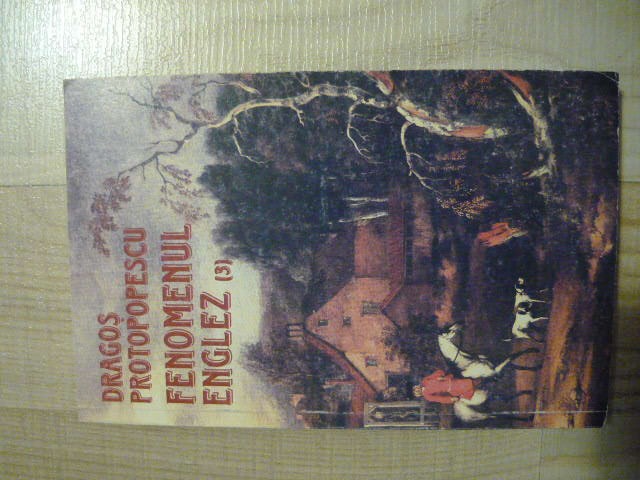 DRAGOȘ
PROTOPOPESCU
FENOMENUL
ENGLEZ (3)